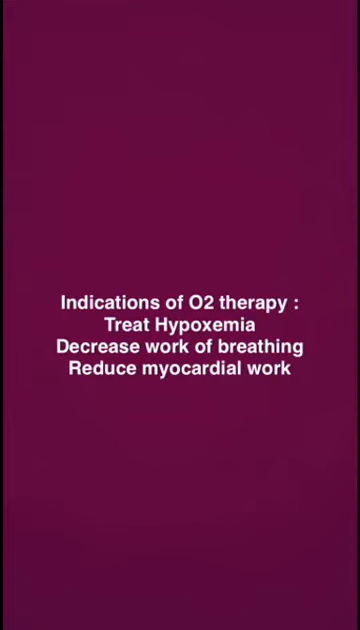 Indications of O2 therapy :
Treat Hypoxemia
Decrease work of breathing
Reduce myocardial work